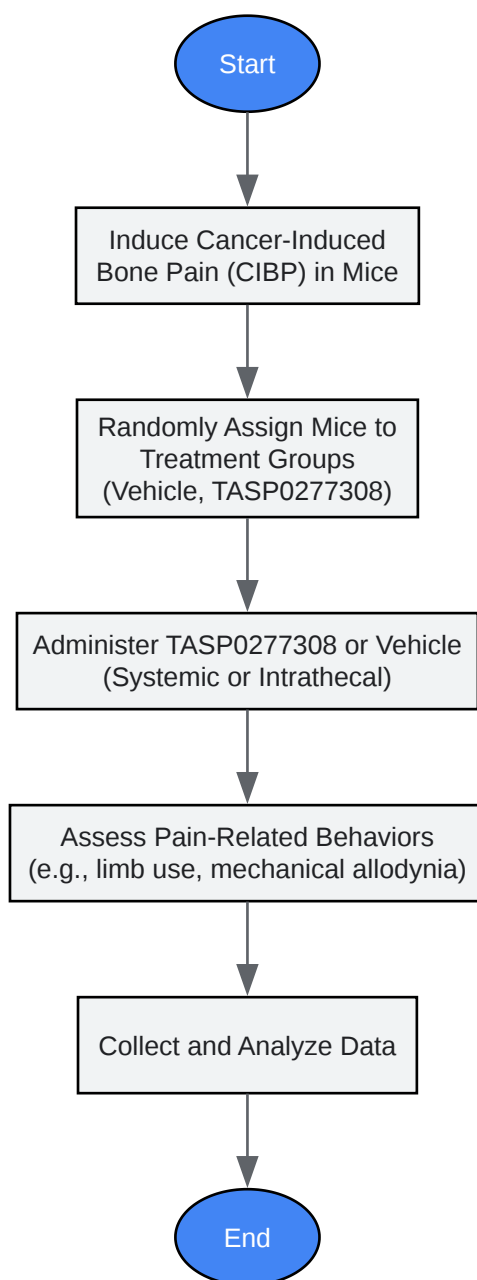 Start
Induce Cancer-Induced
Bone Pain (CIBP) in Mice
Randomly Assign Mice to
Treatment Groups
(Vehicle, TASP0277308)
Administer TASP0277308 or Vehicle
(Systemic or Intrathecal)
Assess Pain-Related Behaviors
(e.g., limb use, mechanical allodynia)
Collect and Analyze Data
End